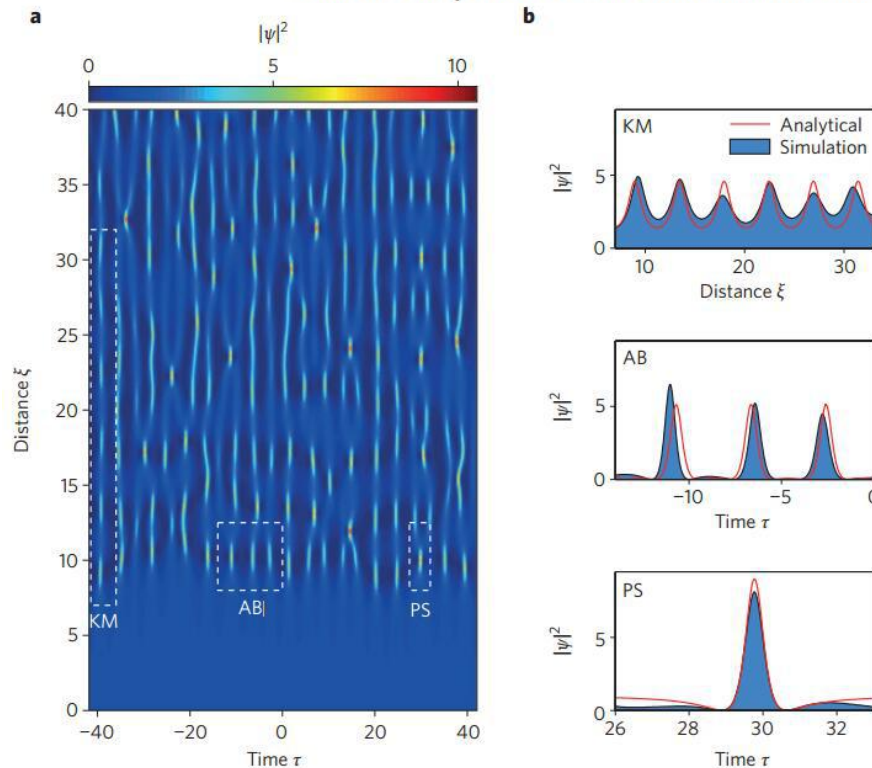 a
|ψ|²
0 5 10
40
35
30
25
20
15
10
5
0
Distance ξ
KM
AB|
PS
−40 −20 0 20 40
Time τ
b
KM
Analytical
Simulation
|ψ|²
5
0
10 20 30
Distance ξ
AB
|ψ|²
5
0
−10 −5 0
Time τ
PS
|ψ|²
5
0
26 28 30 32
Time τ